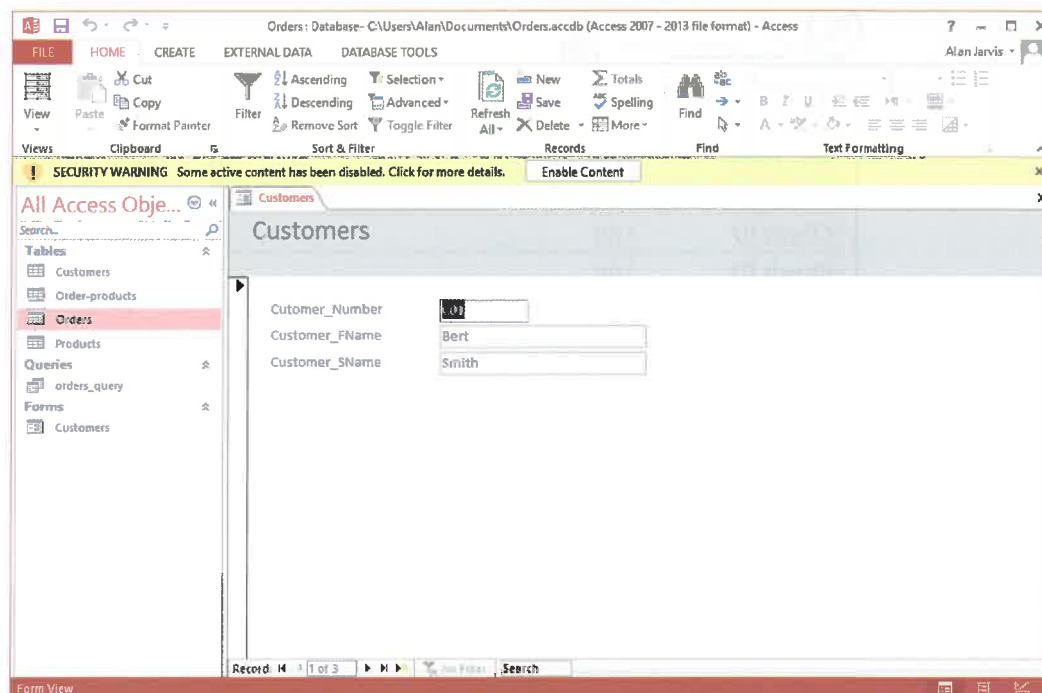 Orders : Database- C:\Users\Alan\Documents\Orders.accdb (Access 2007 - 2013 file format) - Access ?
FILE HOME CREATE EXTERNAL DATA DATABASE TOOLS Alan Jarvis
View Paste Cut Copy Format Painter
Filter Ascending Descending Remove Sort Selection Advanced Toggle Filter
Refresh All New Save Delete Totals Spelling More
Find
B I U
A
Views Clipboard Sort & Filter Records Find Text Formatting
! SECURITY WARNING Some active content has been disabled. Click for more details. Enable Content
All Access Obje... «
Search...
Tables
Customers
Order-products
Orders
Products
Queries
orders_query
Forms
Customers
Customers
Customers
Cutomer_Number
Customer_FName Bert
Customer_SName Smith
Record: 1 of 3 No Filter Search
Form View